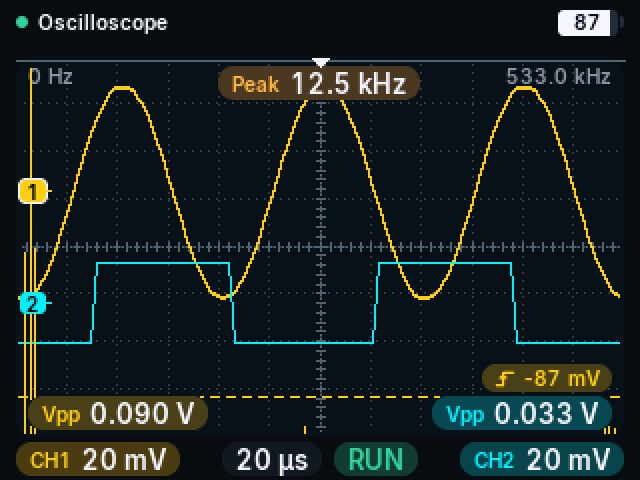 Oscilloscope
87
0 Hz
Peak 12.5 kHz
533.0 kHz
1
2
-87 mV
Vpp 0.090 V
Vpp 0.033 V
CH1 20 mV
20 µs
RUN
CH2 20 mV